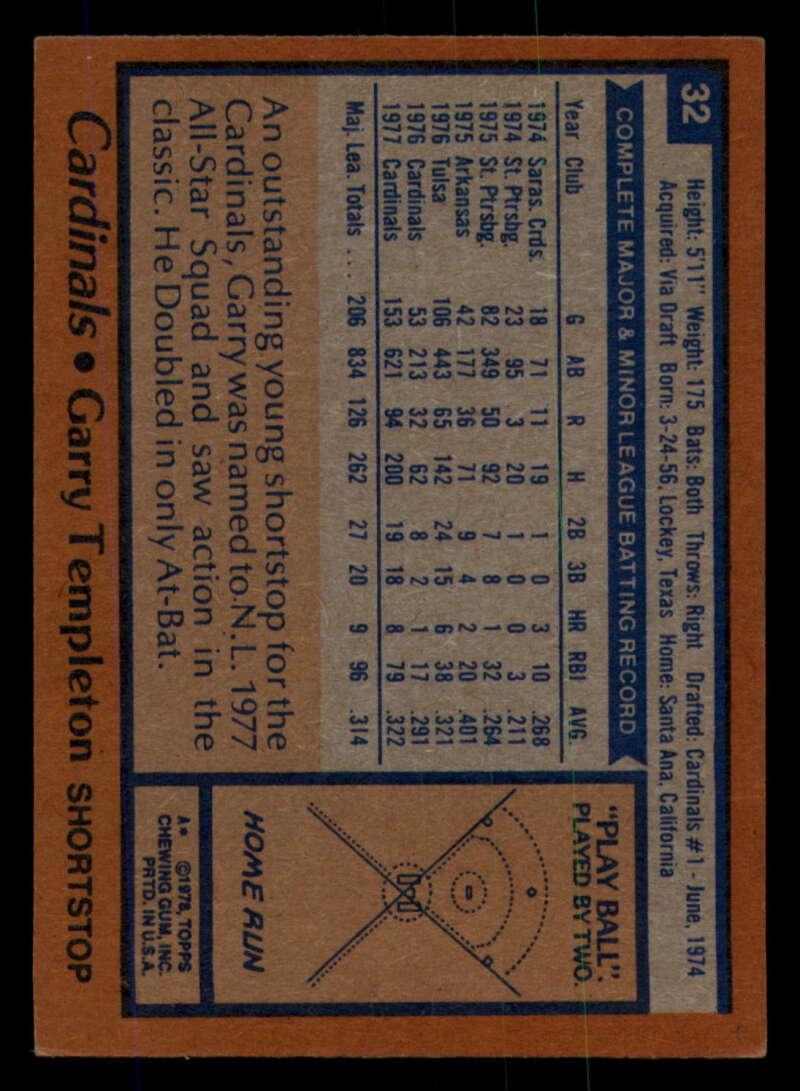 32
Height: 5'11" Weight: 175 Bats: Both Throws: Right Drafted: Cardinals #1 - June, 1974
Acquired: Via Draft Born: 3-24-56, Lockey, Texas Home: Santa Ana, California
COMPLETE MAJOR & MINOR LEAGUE BATTING RECORD
Year Club G AB R H 2B 3B HR RBI AVG.
1974 Saras. Crds. 18 71 11 19 1 0 3 10 .268
1974 St. Ptrsbg. 23 95 3 20 1 0 0 3 .211
1975 St. Ptrsbg. 82 349 50 92 7 8 1 32 .264
1975 Arkansas 42 177 36 71 9 4 2 20 .401
1976 Tulsa 106 443 65 142 24 15 6 38 .321
1976 Cardinals 53 213 32 62 8 2 1 17 .291
1977 Cardinals 153 621 94 200 19 18 8 79 .322
Maj. Lea. Totals ... 206 834 126 262 27 20 9 96 .314
An outstanding young shortstop for the
Cardinals, Garry was named to N.L. 1977
All-Star Squad and saw action in the
classic. He Doubled in only At-Bat.
"PLAY BALL".
PLAYED BY TWO.
HOME RUN
A* ©1978, TOPPS
CHEWING GUM, INC.
PRTD. IN U.S.A.
Cardinals • Garry Templeton SHORTSTOP